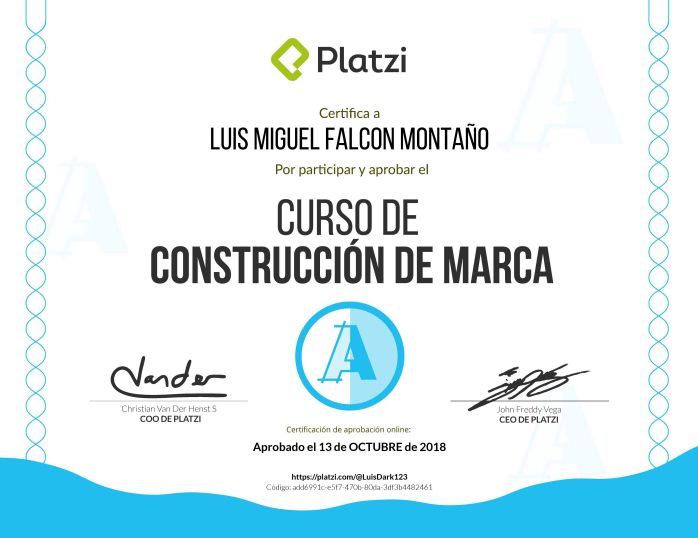 Platzi
Certifica a
LUIS MIGUEL FALCON MONTAÑO
Por participar y aprobar el
CURSO DE
CONSTRUCCIÓN DE MARCA
A
Vander
Christian Van Der Henst S
COO DE PLATZI
John Freddy Vega
CEO DE PLATZI
Certificación de aprobación online:
Aprobado el 13 de OCTUBRE de 2018
https://platzi.com/@LuisDark123
Código: add6991c-e5f7-470b-80da-3df3b4482461